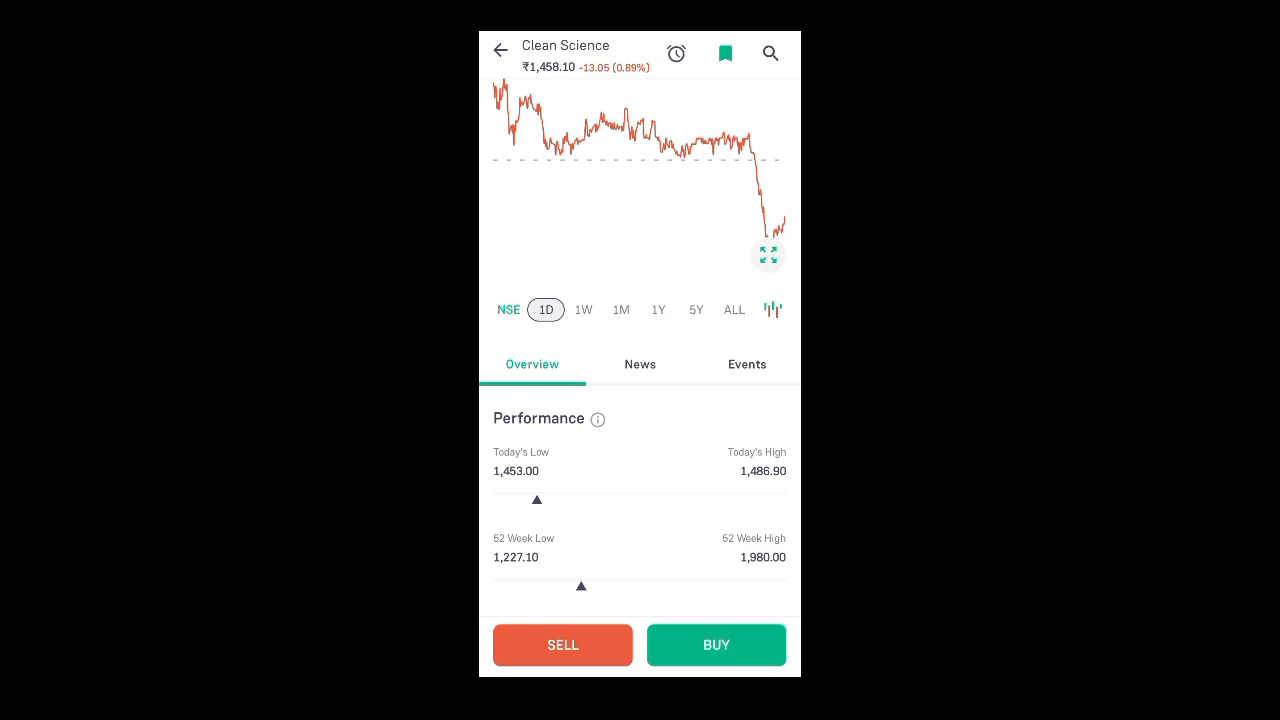 Clean Science
₹1,458.10 -13.05 (0.89%)
NSE 1D 1W 1M 1Y 5Y ALL
Overview News Events
Performance
Today's Low Today's High
1,453.00 1,486.90
52 Week Low 52 Week High
1,227.10 1,980.00
SELL BUY